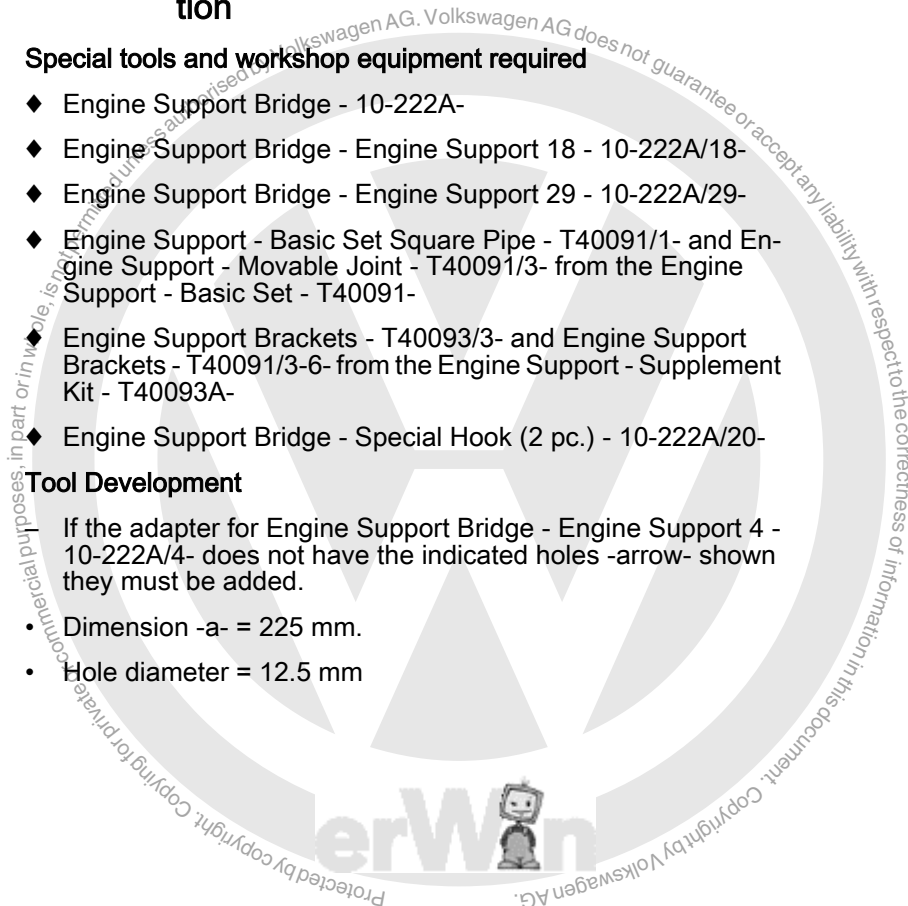 tion
Special tools and workshop equipment required
♦ Engine Support Bridge - 10-222A-
♦ Engine Support Bridge - Engine Support 18 - 10-222A/18-
♦ Engine Support Bridge - Engine Support 29 - 10-222A/29-
♦ Engine Support - Basic Set Square Pipe - T40091/1- and En-
gine Support - Movable Joint - T40091/3- from the Engine
Support - Basic Set - T40091-
♦ Engine Support Brackets - T40093/3- and Engine Support
Brackets - T40091/3-6- from the Engine Support - Supplement
Kit - T40093A-
♦ Engine Support Bridge - Special Hook (2 pc.) - 10-222A/20-
Tool Development
– If the adapter for Engine Support Bridge - Engine Support 4 -
10-222A/4- does not have the indicated holes -arrow- shown
they must be added.
• Dimension -a- = 225 mm.
• Hole diameter = 12.5 mm
erWin
Protected by copyright. Copying for private or commercial purposes, in part or in whole, is not permitted unless authorised by Volkswagen AG. Volkswagen AG does not guarantee or accept any liability with respect to the correctness of information in this document. Copyright by Volkswagen AG.